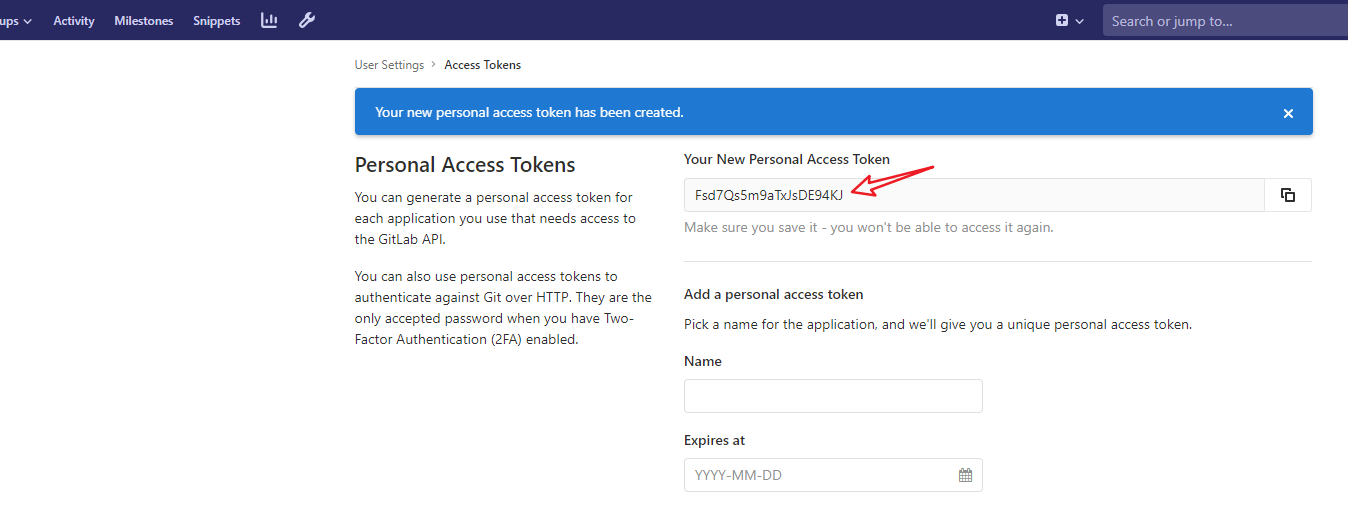 ups Activity Milestones Snippets Search or jump to...
User Settings > Access Tokens
Your new personal access token has been created.
Personal Access Tokens
You can generate a personal access token for
each application you use that needs access to
the GitLab API.
You can also use personal access tokens to
authenticate against Git over HTTP. They are the
only accepted password when you have Two-
Factor Authentication (2FA) enabled.
Your New Personal Access Token
Fsd7Qs5m9aTxJsDE94KJ
Make sure you save it - you won't be able to access it again.
Add a personal access token
Pick a name for the application, and we'll give you a unique personal access token.
Name
Expires at
YYYY-MM-DD